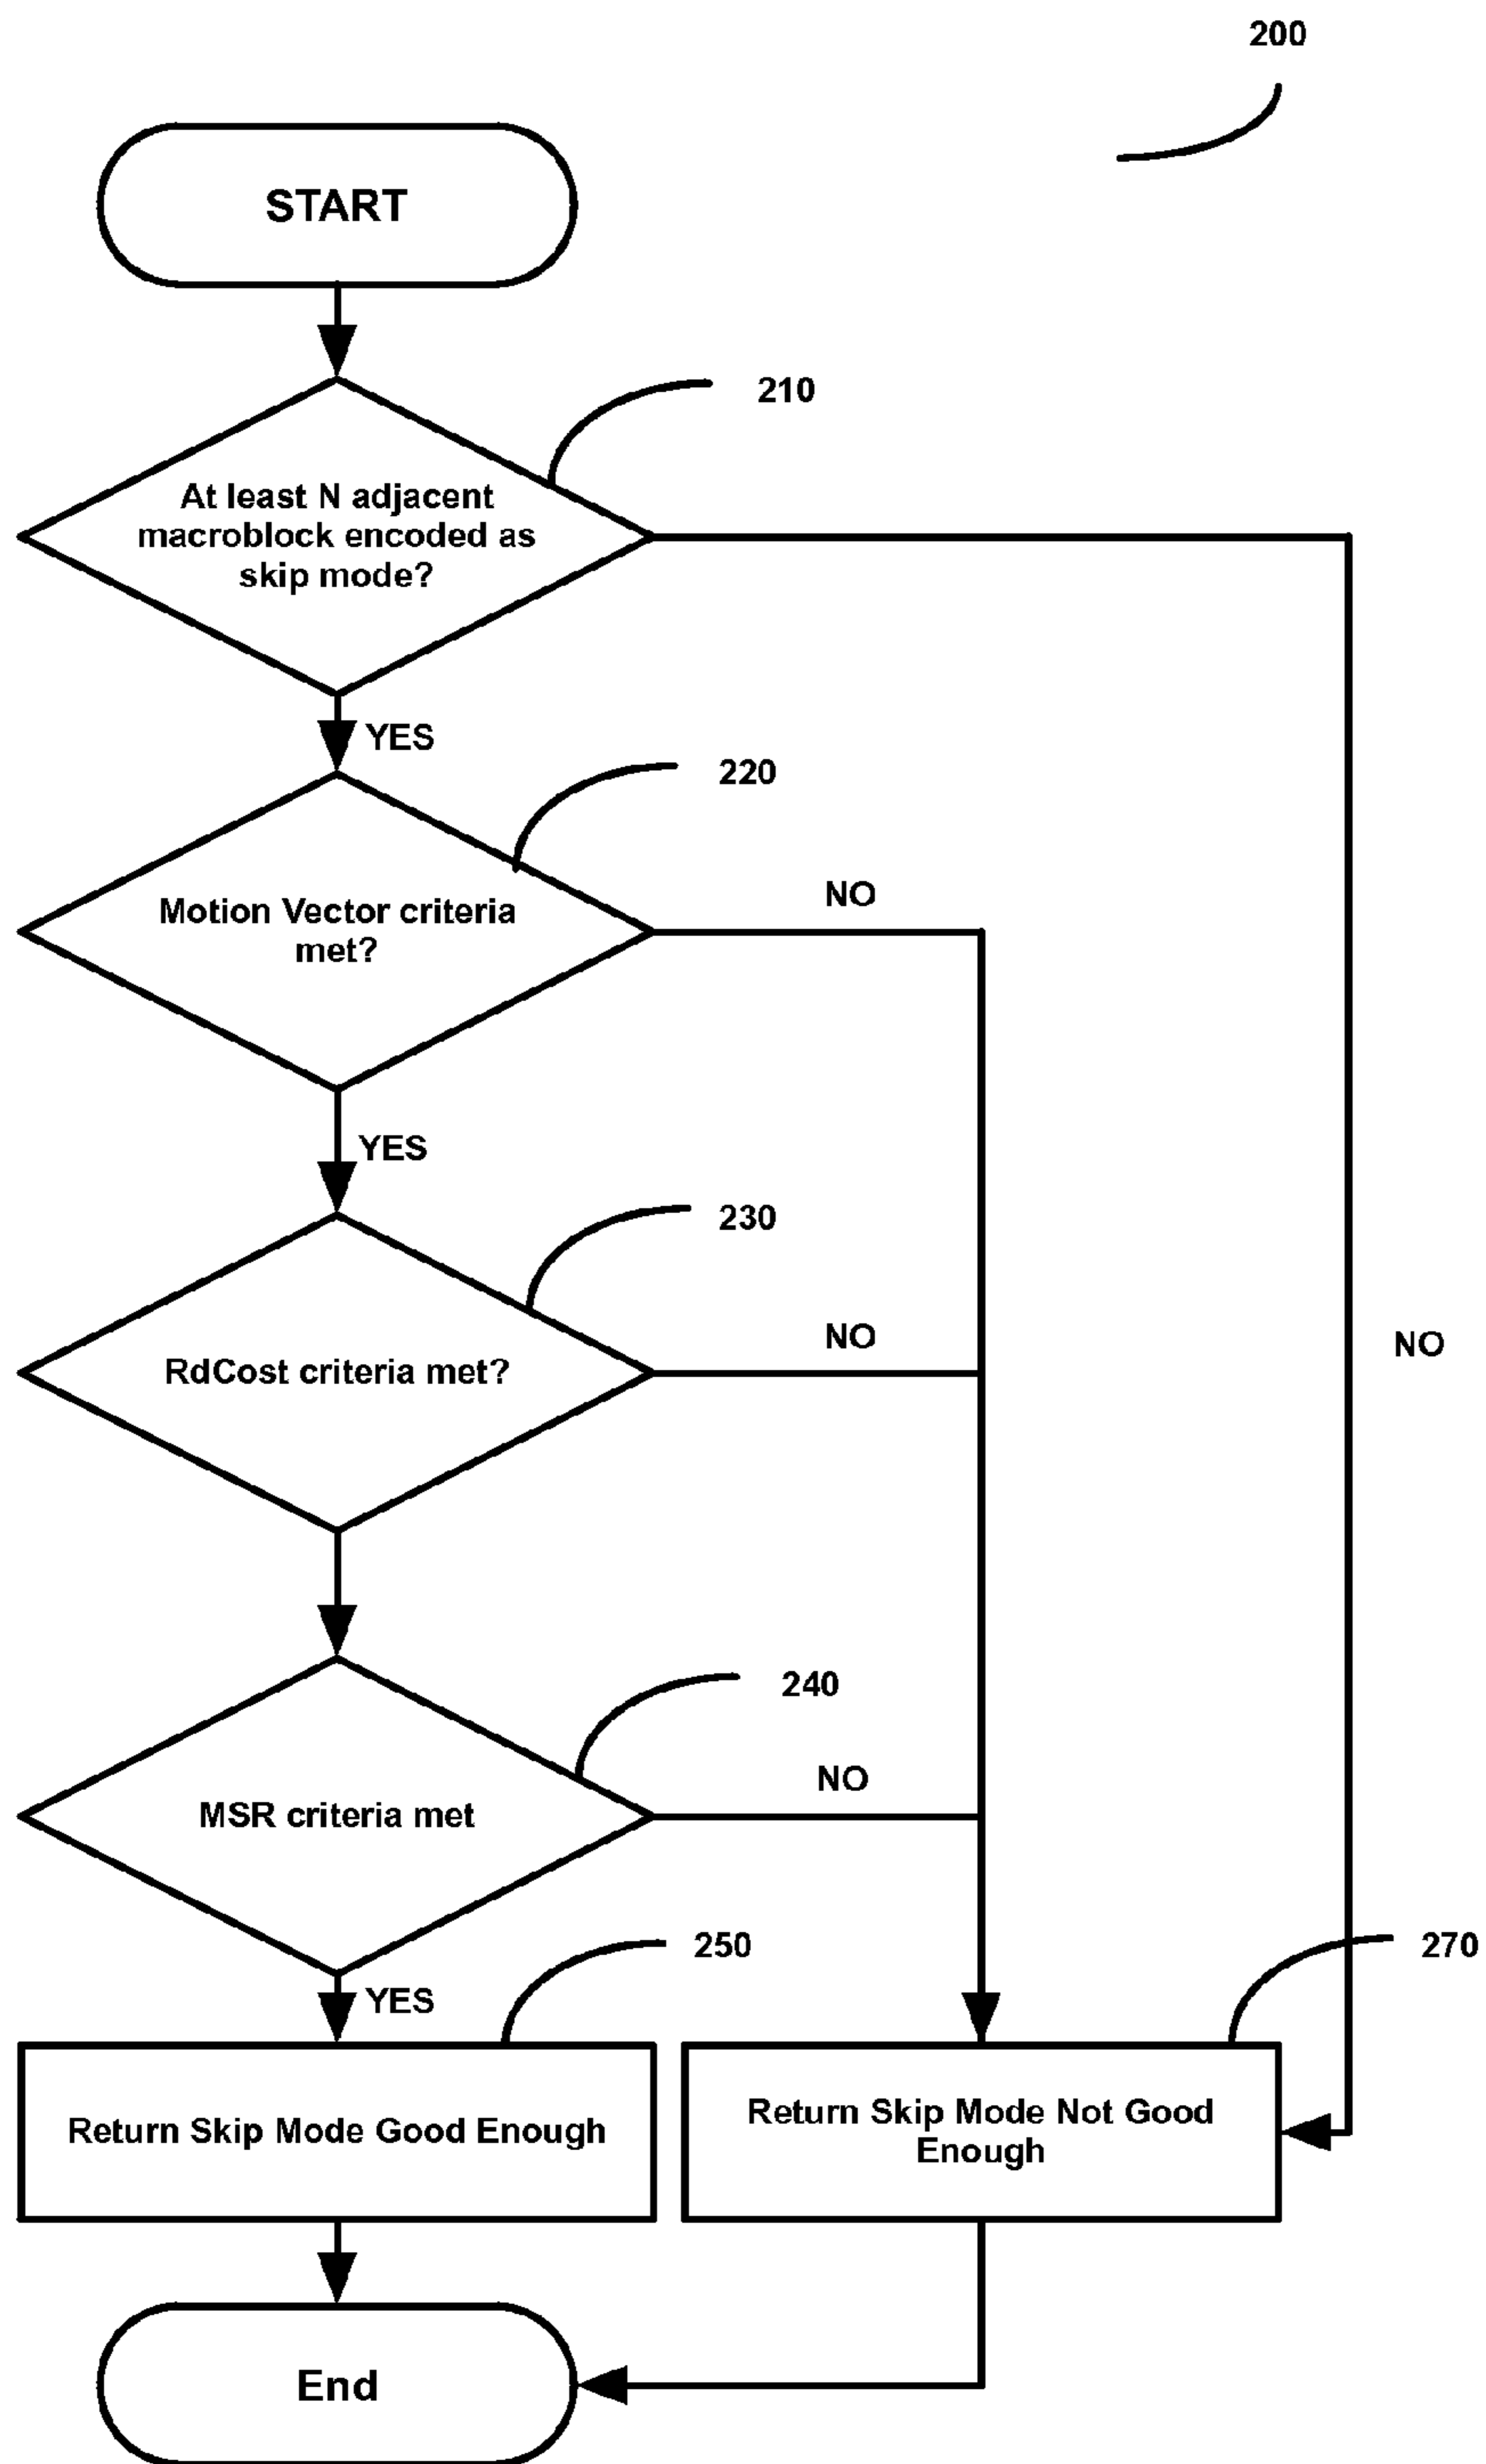 200
START
210
At least N adjacent
macroblock encoded as
skip mode?
YES
220
NO
Motion Vector criteria
met?
YES
230
NO
NO
RdCost criteria met?
240
NO
MSR criteria met
250
270
YES
Return Skip Mode Good Enough
Return Skip Mode Not Good
Enough
End